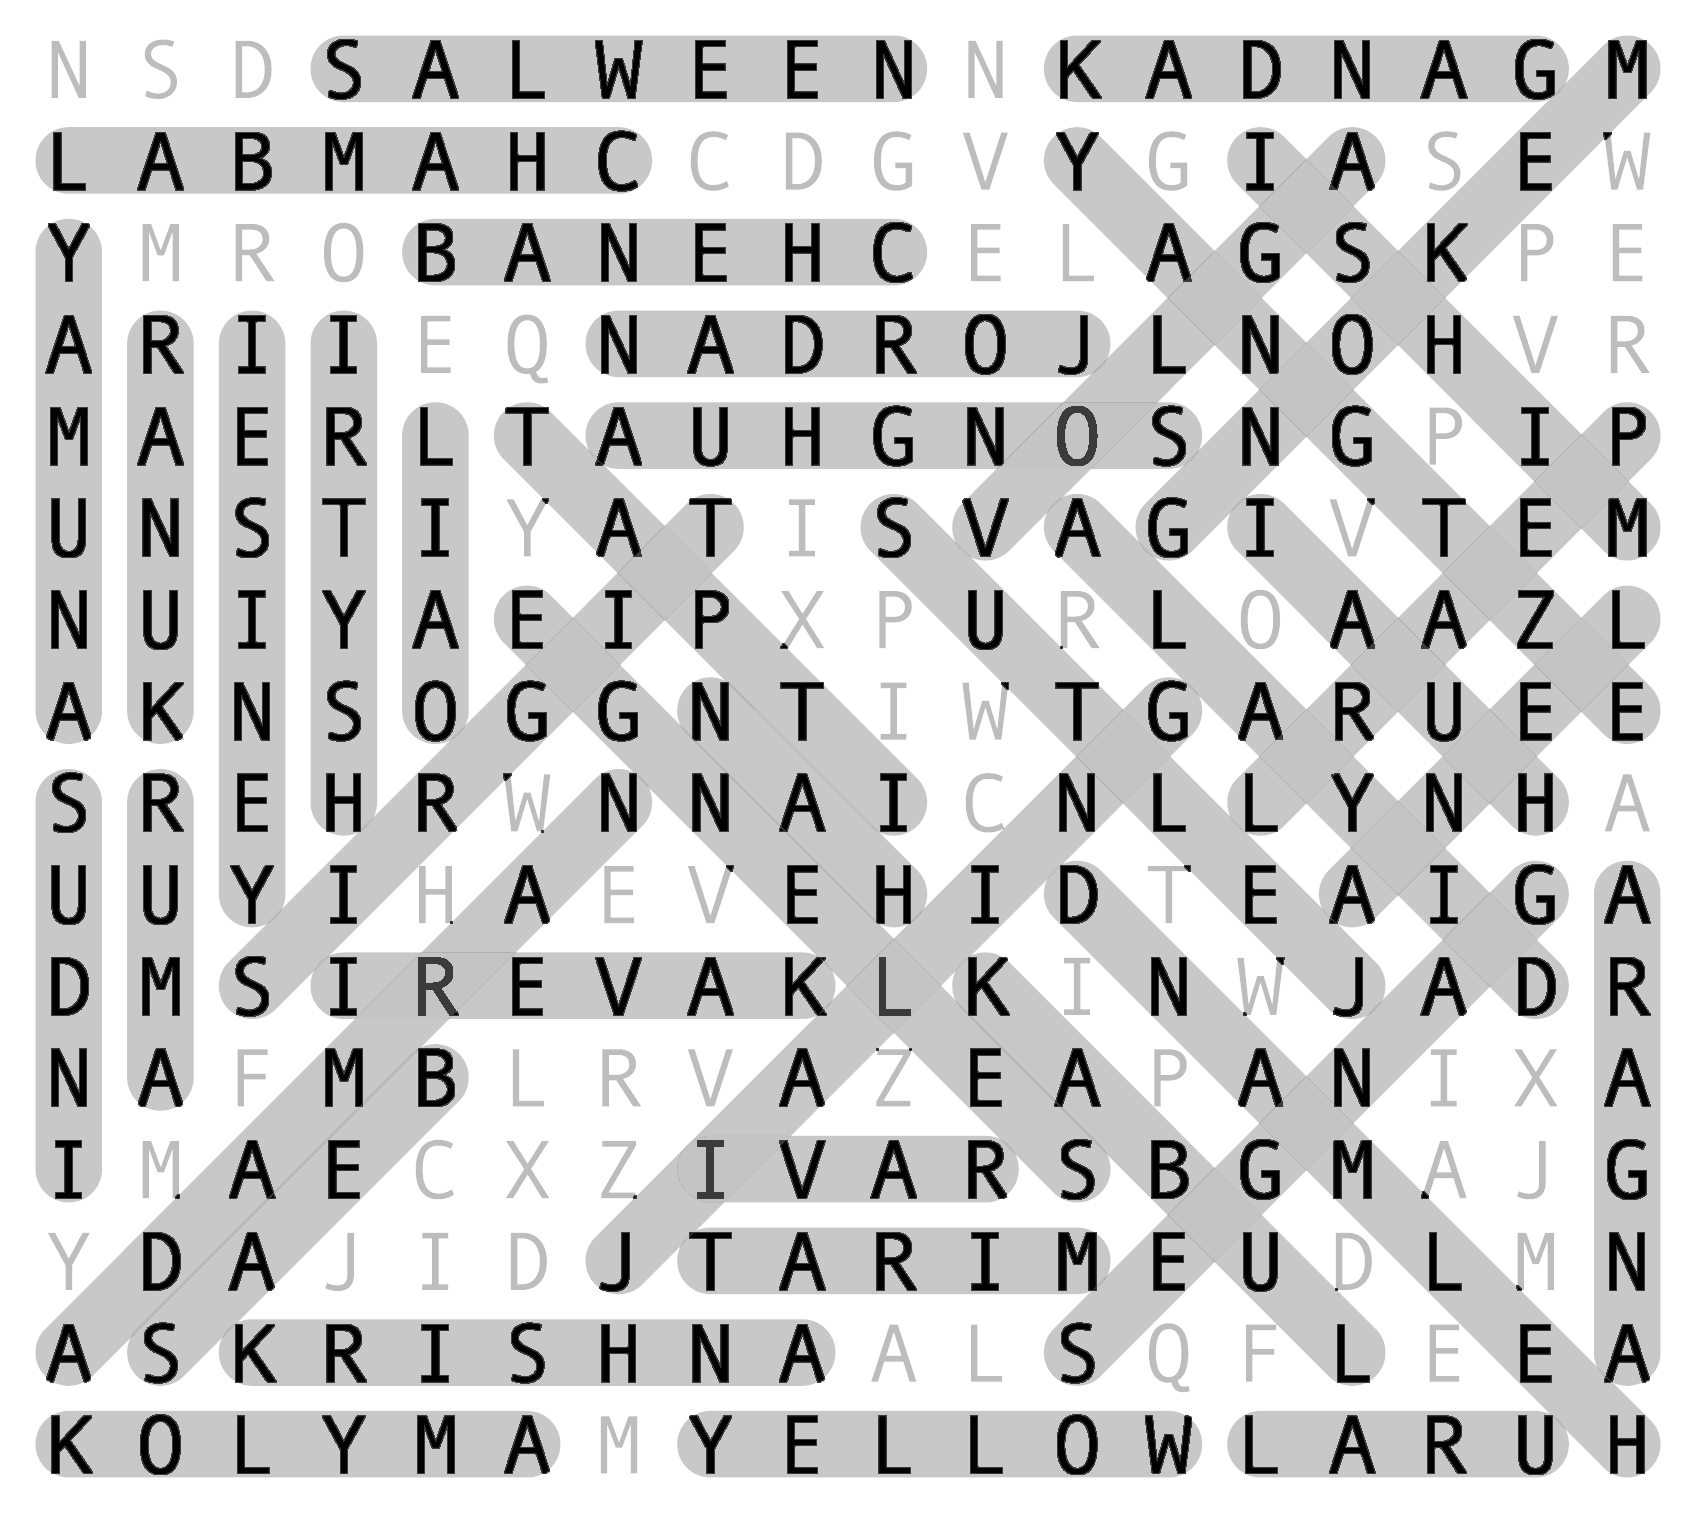 N S D S A L W E E N N K A D N A G M
L A B M A H C C D G V Y G I A S E W
Y M R O B A N E H C E L A G S K P E
A R I I E Q N A D R O J L N O H V R
M A E R L T A U H G N O S N G P I P
U N S T I Y A T I S V A G I V T E M
N U I Y A E I P X P U R L O A A Z L
A K N S O G G N T I W T G A R U E E
S R E H R W N N A I C N L L Y N H A
U U Y I H A E V E H I D T E A I G A
D M S I R E V A K L K I N W J A D R
N A F M B L R V A Z E A P A N I X A
I M A E C X Z I V A R S B G M A J G
Y D A J I D J T A R I M E U D L M N
A S K R I S H N A A L S Q F L E E A
K O L Y M A M Y E L L O W L A R U H